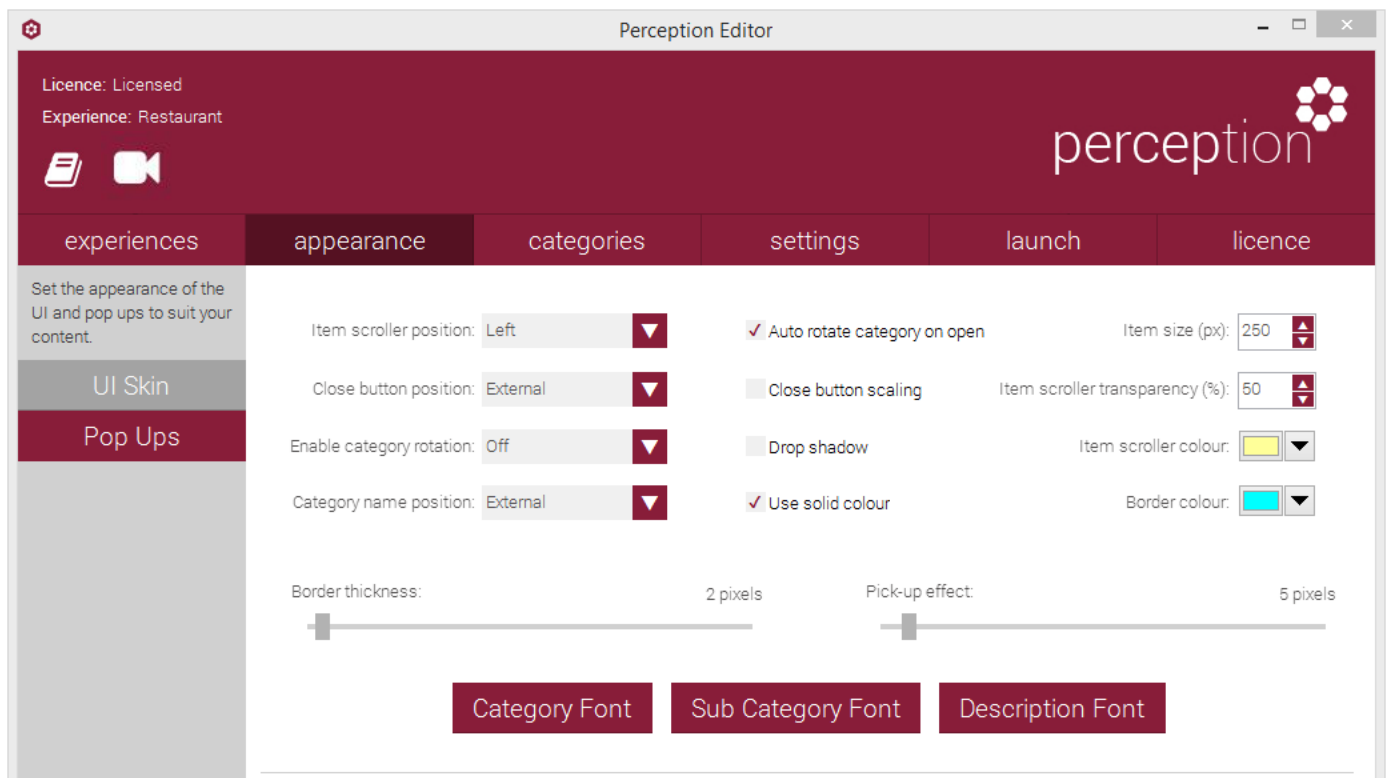 Perception Editor
Licence: Licensed
Experience: Restaurant
perception
experiences
appearance
categories
settings
launch
licence
Set the appearance of the
UI and pop ups to suit your
content.
UI Skin
Pop Ups
Item scroller position: Left
Auto rotate category on open
Item size (px): 250
Close button position: External
Close button scaling
Item scroller transparency (%): 50
Enable category rotation: Off
Drop shadow
Item scroller colour:
Category name position: External
Use solid colour
Border colour:
Border thickness:
2 pixels
Pick-up effect:
5 pixels
Category Font
Sub Category Font
Description Font